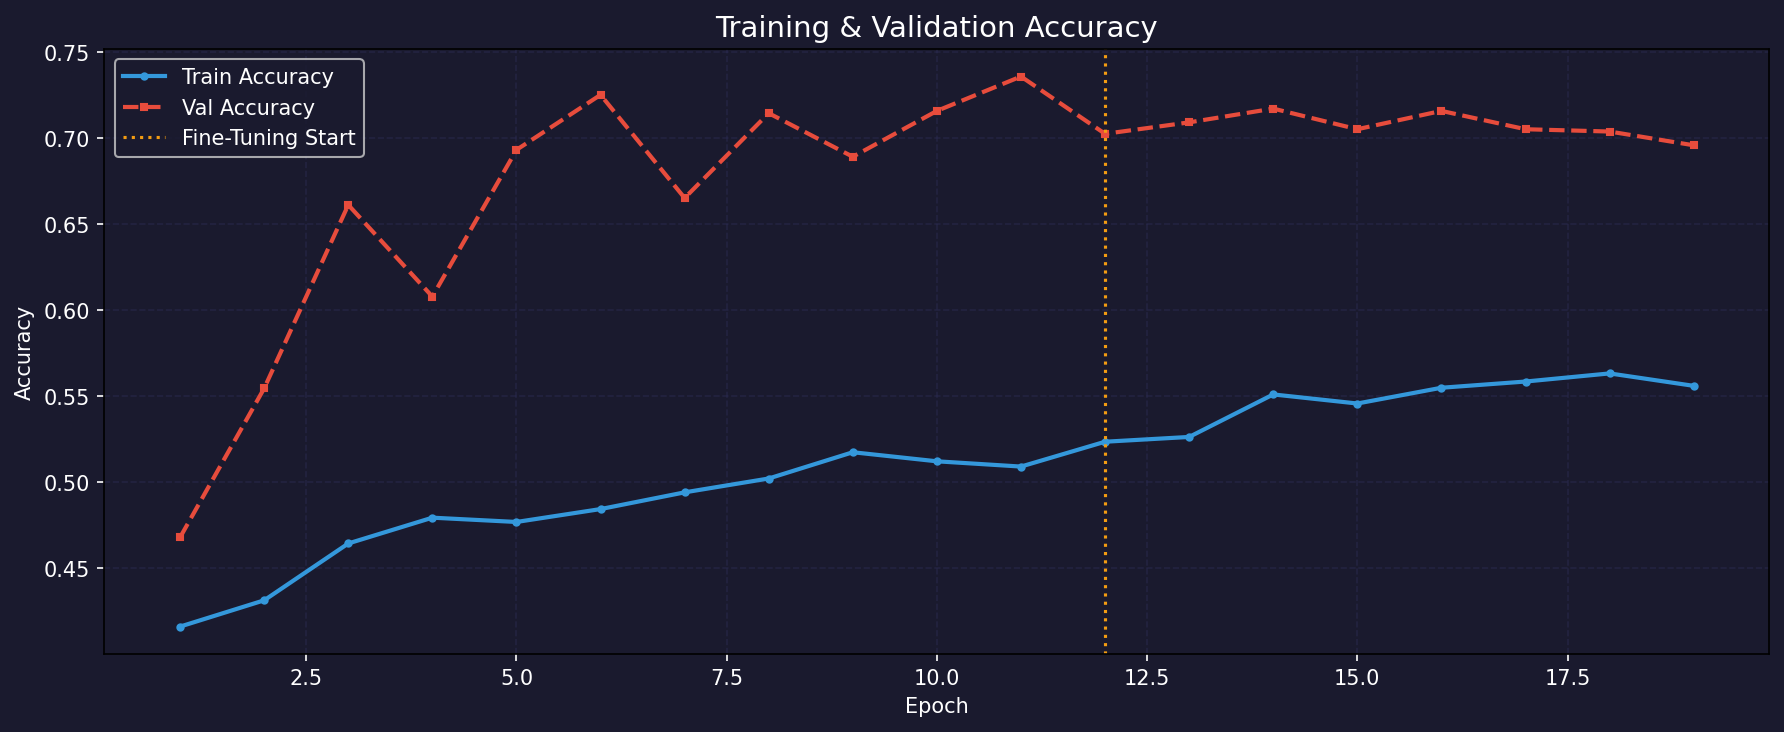 Training & Validation Accuracy
Train Accuracy
Val Accuracy
Fine-Tuning Start
Accuracy
0.75
0.70
0.65
0.60
0.55
0.50
0.45
2.5 5.0 7.5 10.0 12.5 15.0 17.5
Epoch